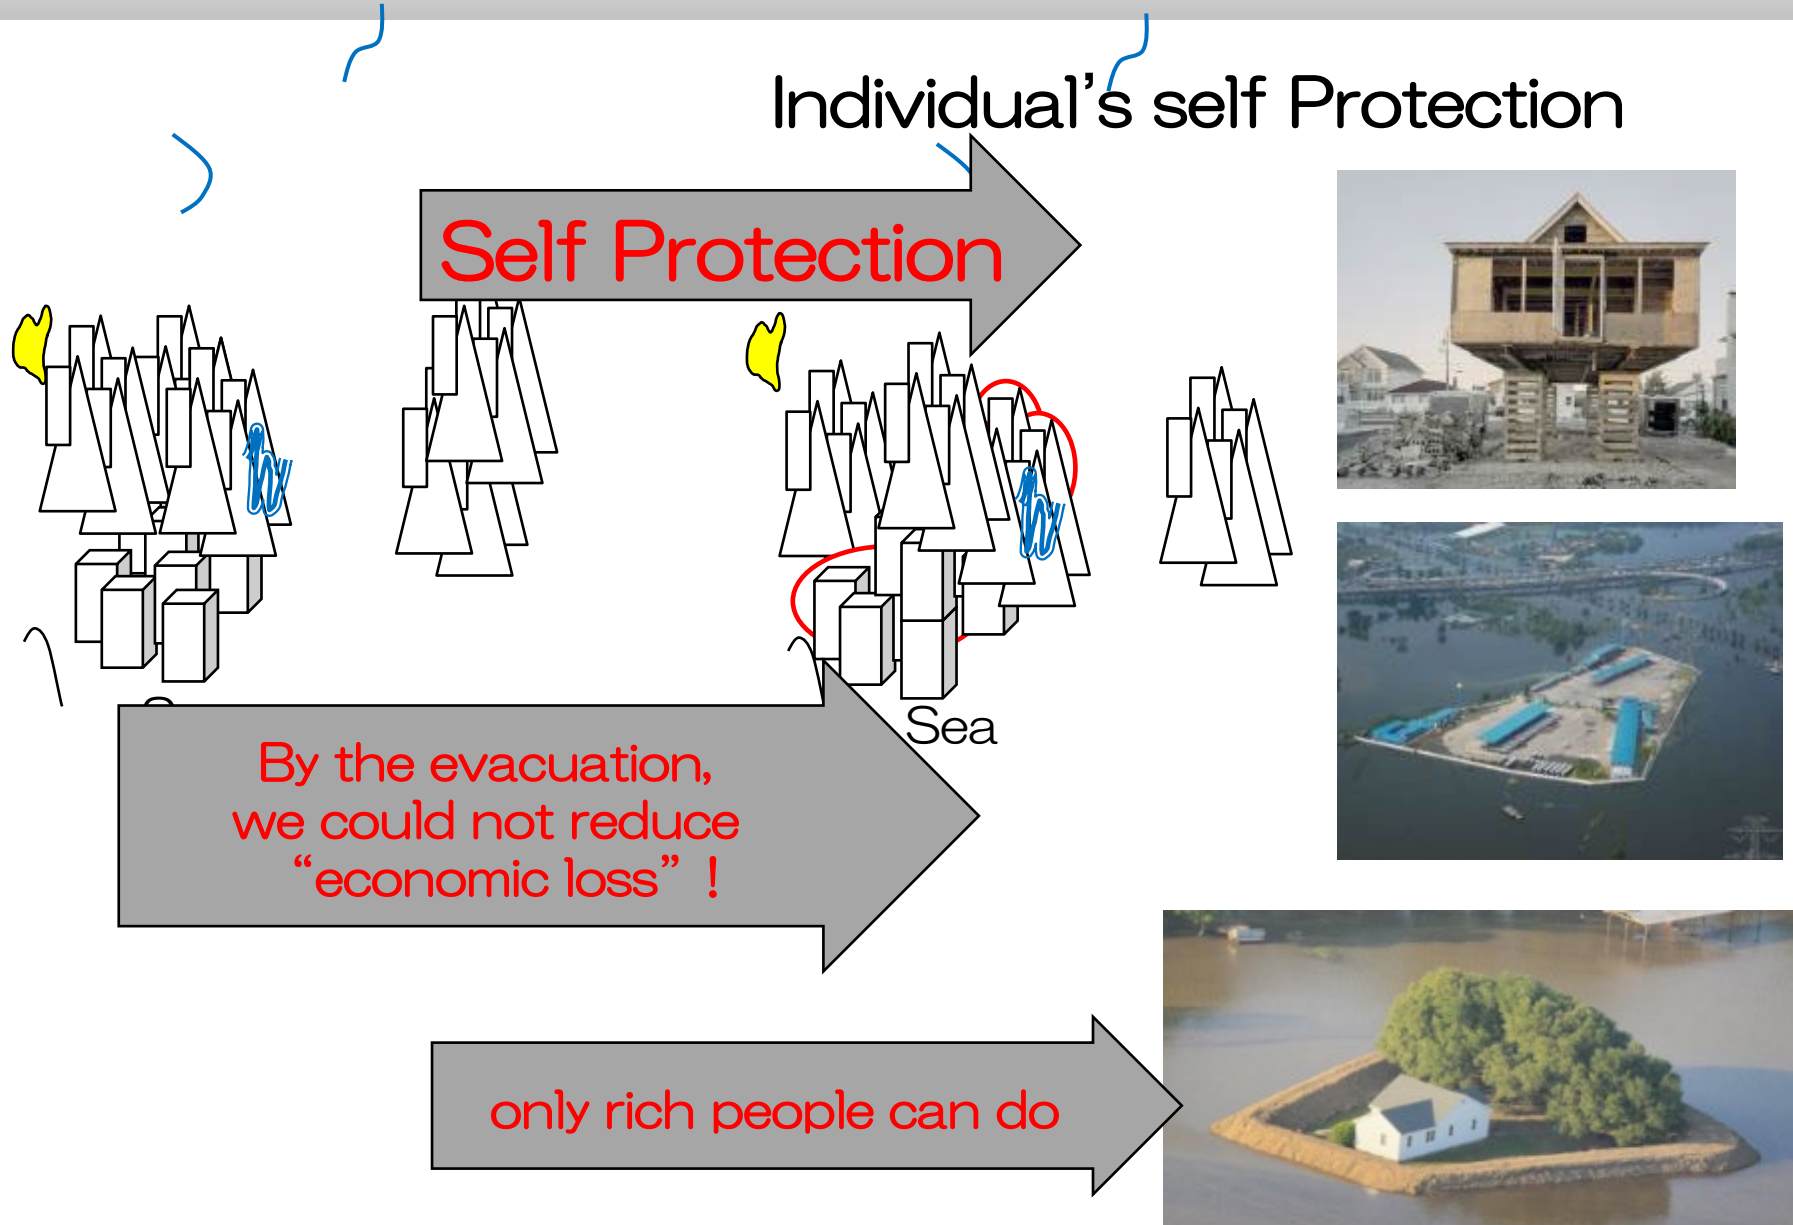 Individual’s self Protection
Self Protection
Sea
By the evacuation,
we could not reduce
“economic loss” !
only rich people can do